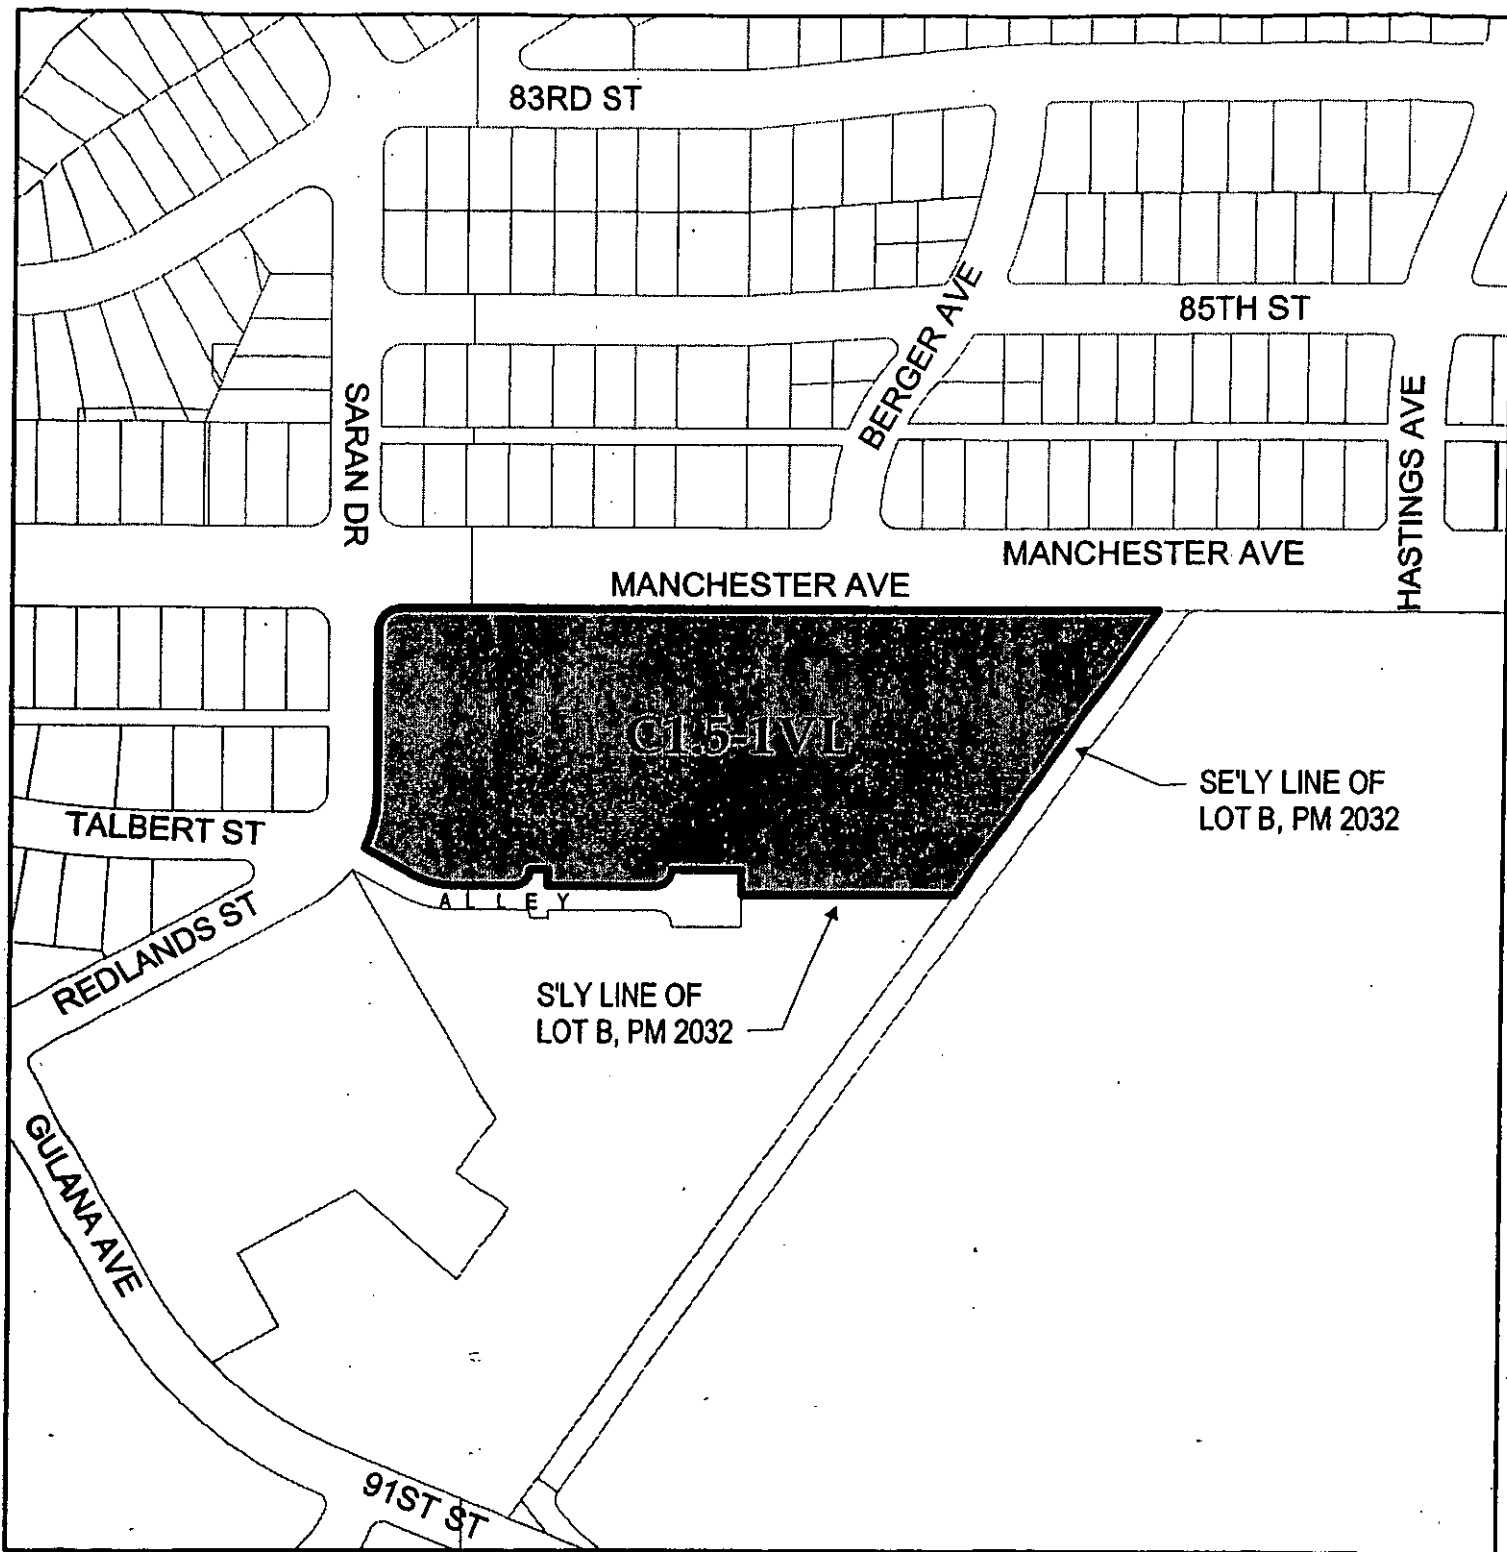 83RD ST
85TH ST
BERGER AVE
SARAN DR
HASTINGS AVE
MANCHESTER AVE
MANCHESTER AVE
C1.5-1VL
SE'LY LINE OF
LOT B, PM 2032
TALBERT ST
ALLEY
REDLANDS ST
S'LY LINE OF
LOT B, PM 2032
GULANA AVE
91ST ST